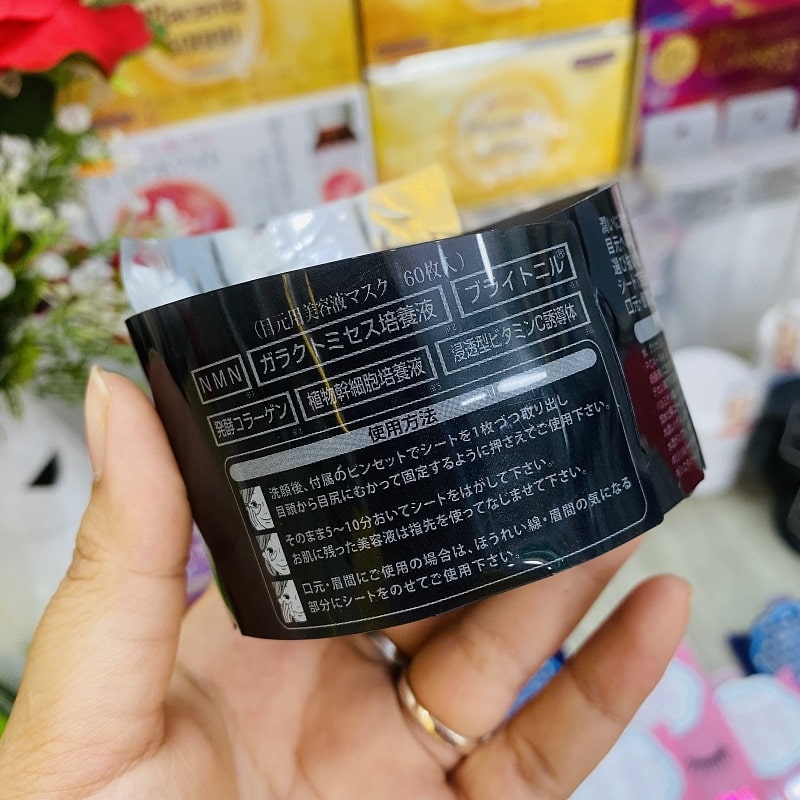 Placenta
(目元用美容液マスク 60枚入)
NMN ガラクトミセス培養液 ブライトニル®
発酵コラーゲン 植物幹細胞培養液 浸透型ビタミンC誘導体
使用方法
洗顔後、付属のピンセットでシートを1枚づつ取り出し
目頭から目尻にむかって固定するように押さえてご使用下さい。
そのまま5〜10分おいてシートをはがして下さい。
お肌に残った美容液は指先を使ってなじませて下さい。
口元・眉間にご使用の場合は、ほうれい線・眉間の気になる
部分にシートをのせてご使用下さい。
潤い
目元
シート
口元